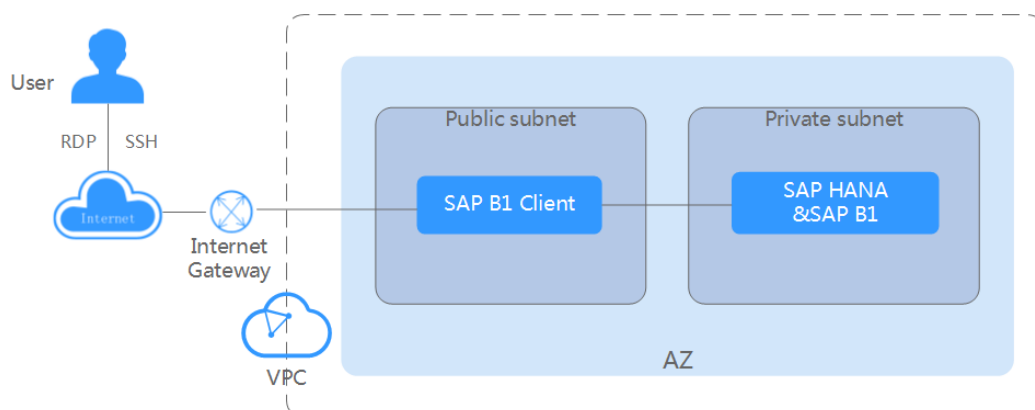 User
RDP
SSH
Internet
Internet
Gateway
VPC
Public subnet
SAP B1 Client
Private subnet
SAP HANA
&SAP B1
AZ